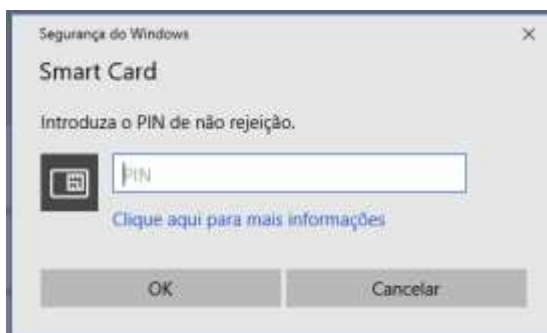 Segurança do Windows
Smart Card
Introduza o PIN de não rejeição.
PIN
Clique aqui para mais informações
OK
Cancelar